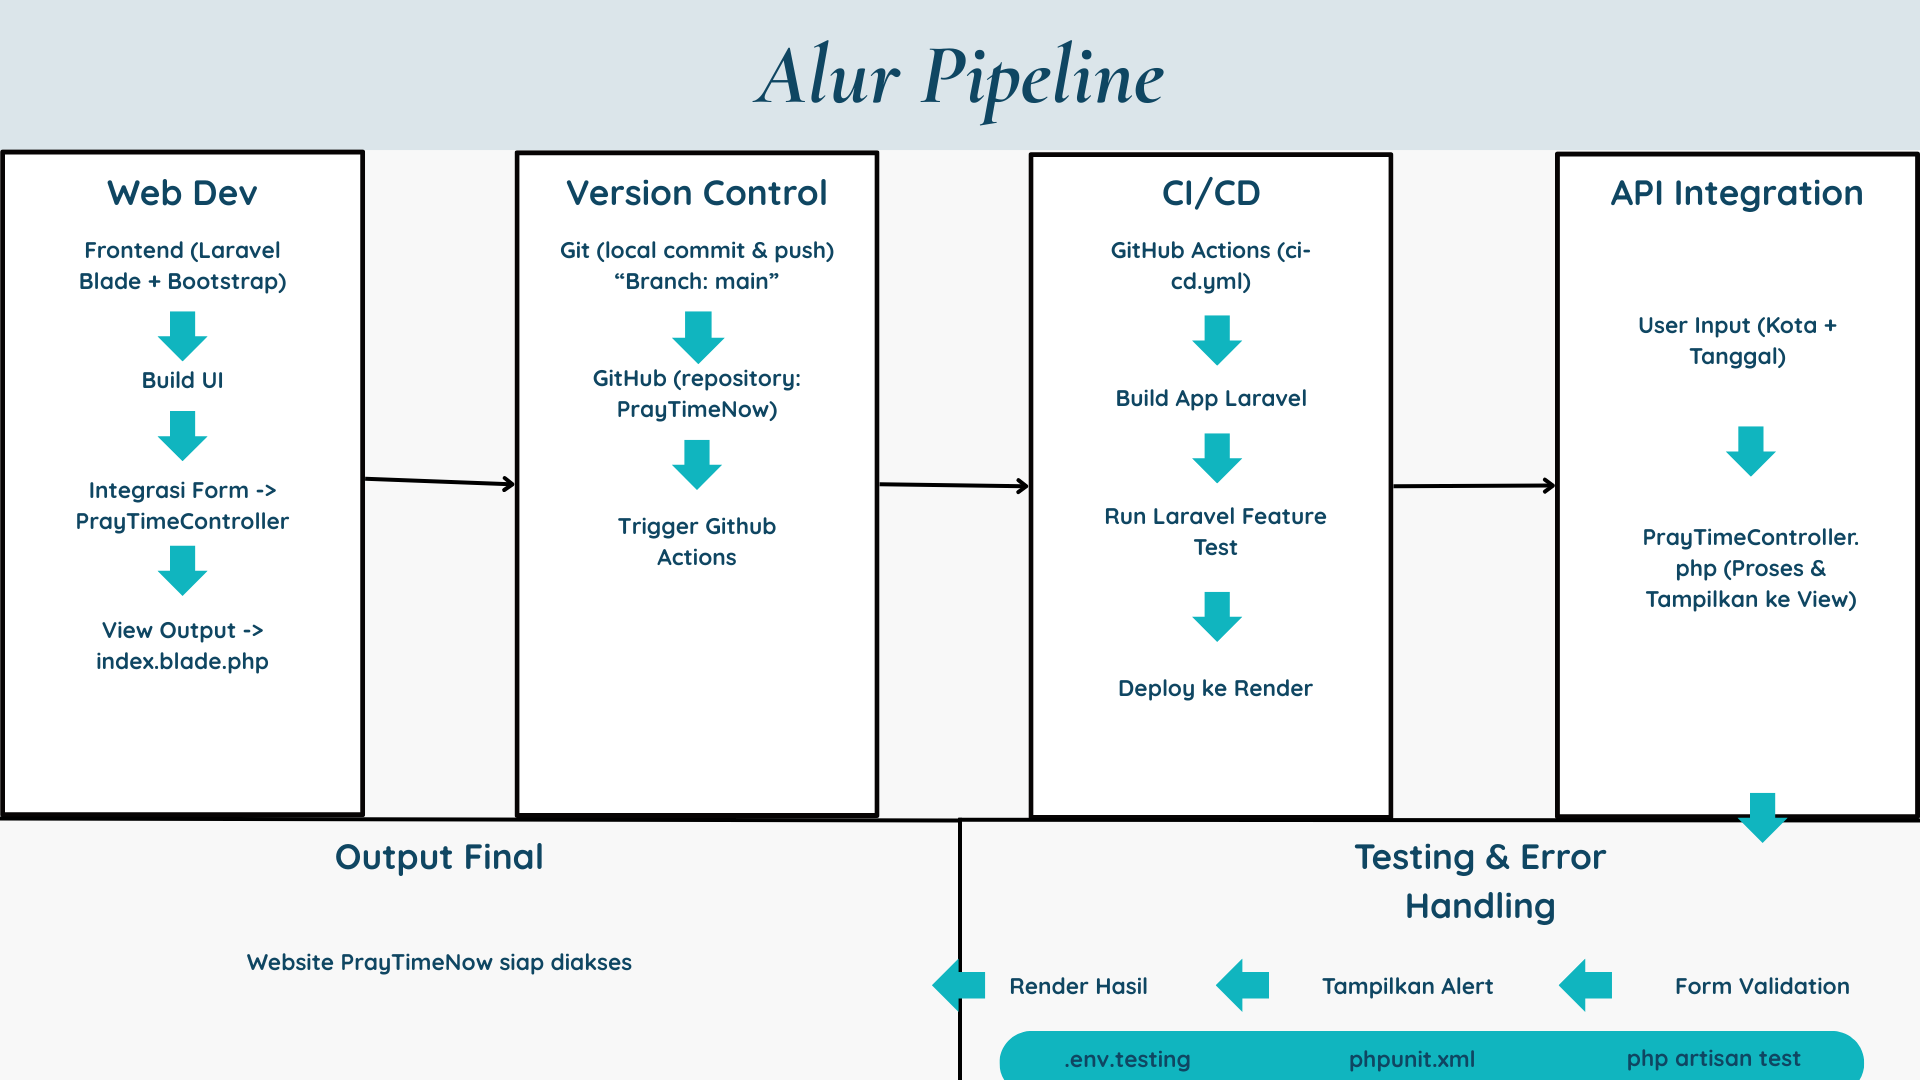 Alur Pipeline
Web Dev
Frontend (Laravel
Blade + Bootstrap)
Build UI
Integrasi Form ->
PrayTimeController
View Output ->
index.blade.php
Version Control
Git (local commit & push)
“Branch: main”
GitHub (repository:
PrayTimeNow)
Trigger Github
Actions
CI/CD
GitHub Actions (ci-
cd.yml)
Build App Laravel
Run Laravel Feature
Test
Deploy ke Render
API Integration
User Input (Kota +
Tanggal)
PrayTimeController.
php (Proses &
Tampilkan ke View)
Testing & Error
Handling
Form Validation
Tampilkan Alert
Render Hasil
.env.testing
phpunit.xml
php artisan test
Output Final
Website PrayTimeNow siap diakses